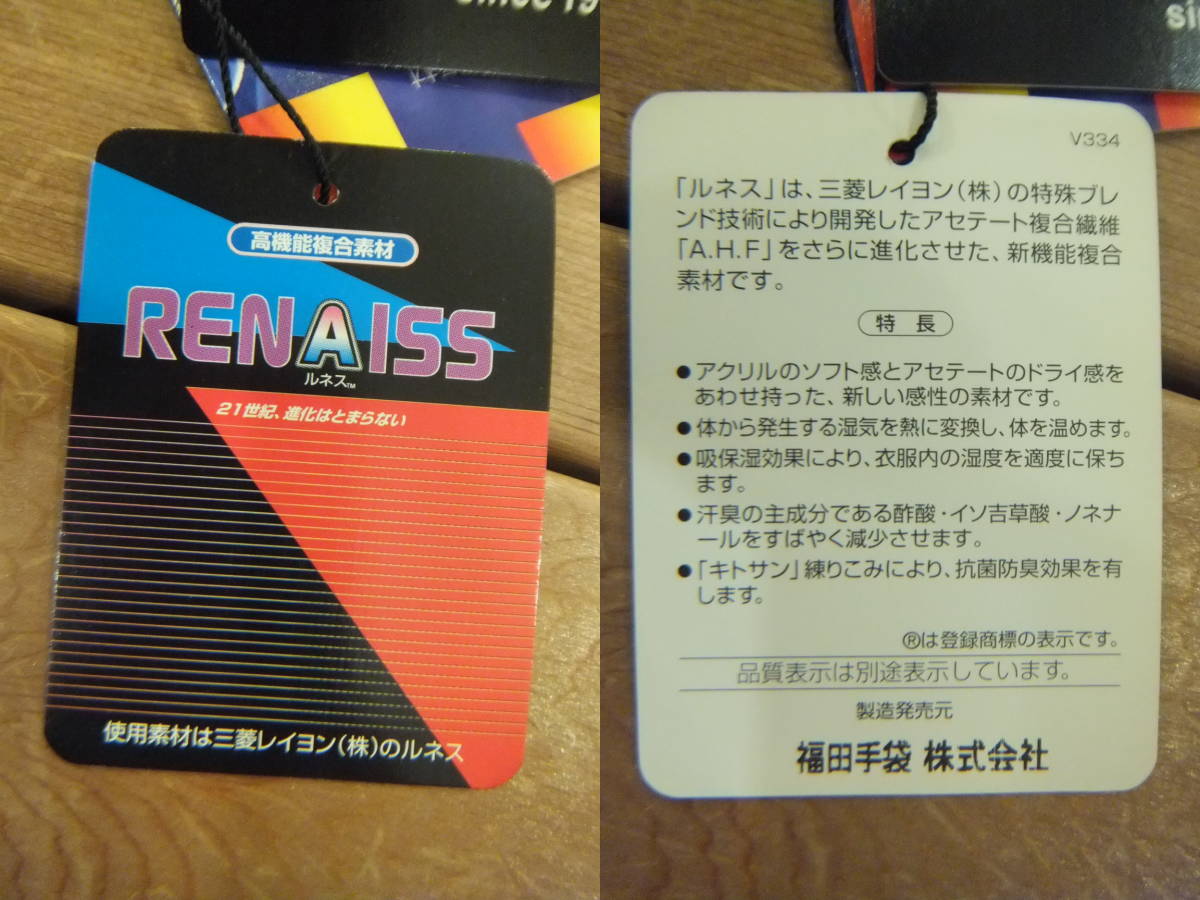 高機能複合素材
RENAISS
ルネス™
21世紀、進化はとまらない
使用素材は三菱レイヨン(株)のルネス
V334
「ルネス」は、三菱レイヨン(株)の特殊ブレ
ンド技術により開発したアセテート複合繊維
「A.H.F」をさらに進化させた、新機能複合
素材です。
特 長
● アクリルのソフト感とアセテートのドライ感を
あわせ持った、新しい感性の素材です。
● 体から発生する湿気を熱に変換し、体を温めます。
● 吸保湿効果により、衣服内の湿度を適度に保ち
ます。
● 汗臭の主成分である酢酸・イソ吉草酸・ノネナ
ールをすばやく減少させます。
● 「キトサン」練りこみにより、抗菌防臭効果を有
します。
®は登録商標の表示です。
品質表示は別途表示しています。
製造発売元
福田手袋 株式会社